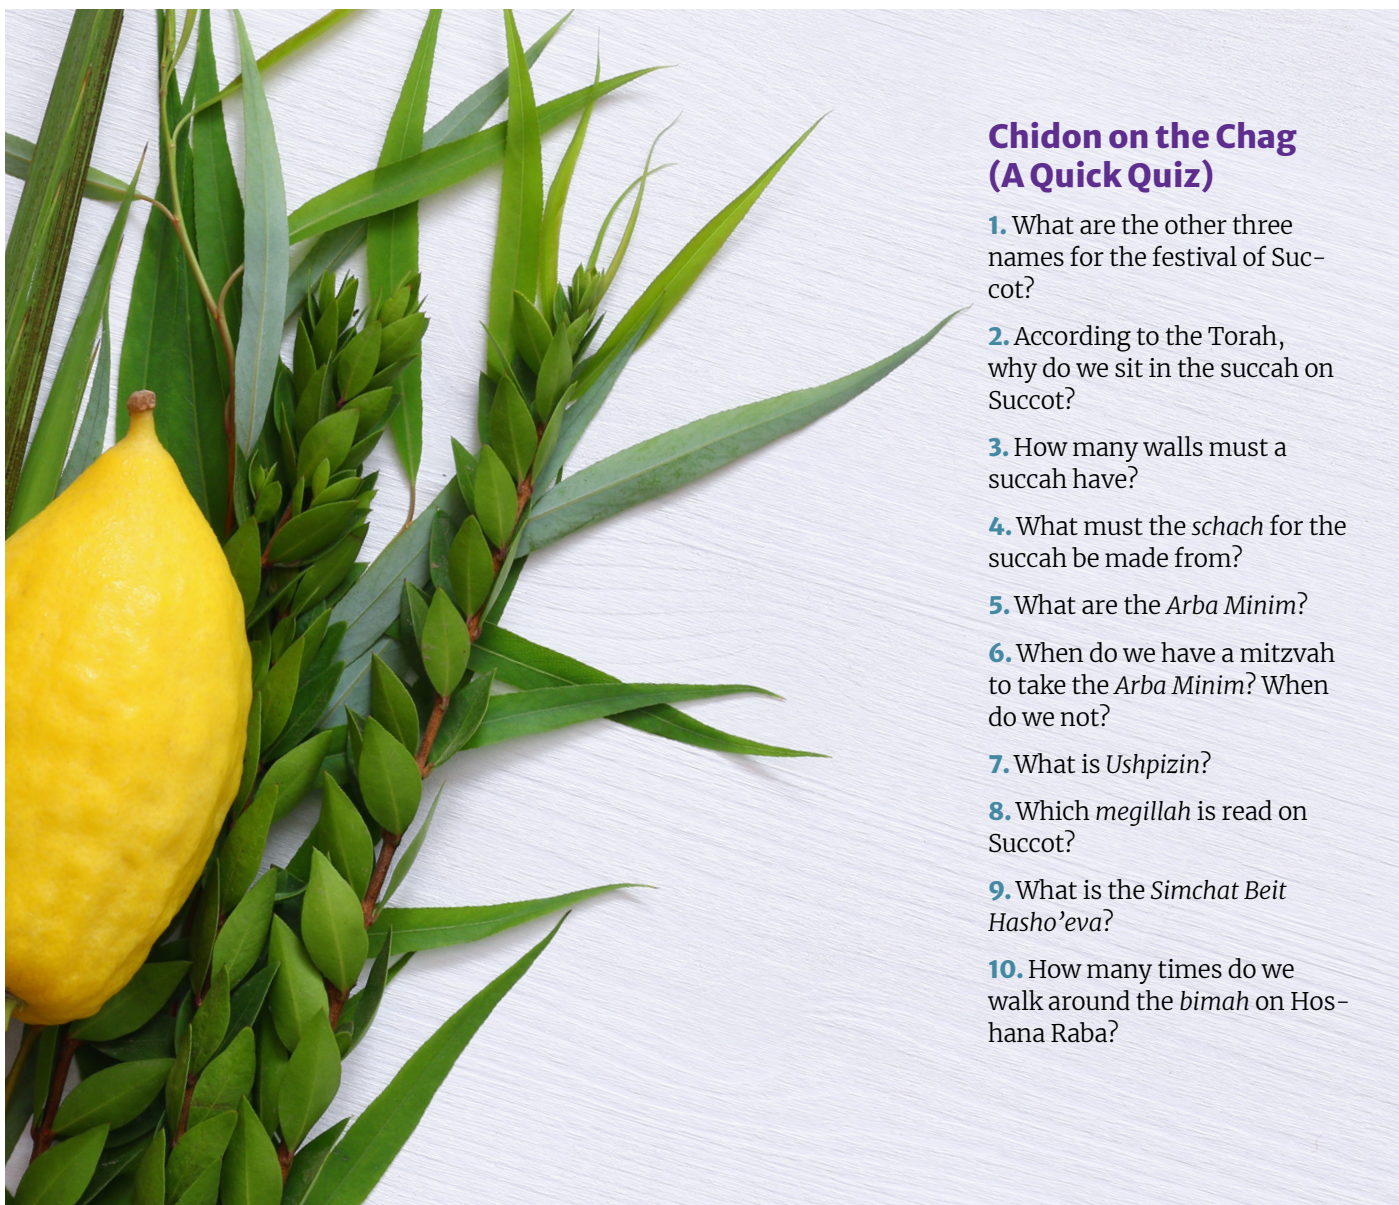 Chidon on the Chag
(A Quick Quiz)
1. What are the other three
names for the festival of Suc-
cot?
2. According to the Torah,
why do we sit in the succah on
Succot?
3. How many walls must a
succah have?
4. What must the schach for the
succah be made from?
5. What are the Arba Minim?
6. When do we have a mitzvah
to take the Arba Minim? When
do we not?
7. What is Ushpizin?
8. Which megillah is read on
Succot?
9. What is the Simchat Beit
Hasho’eva?
10. How many times do we
walk around the bimah on Hos-
hana Raba?